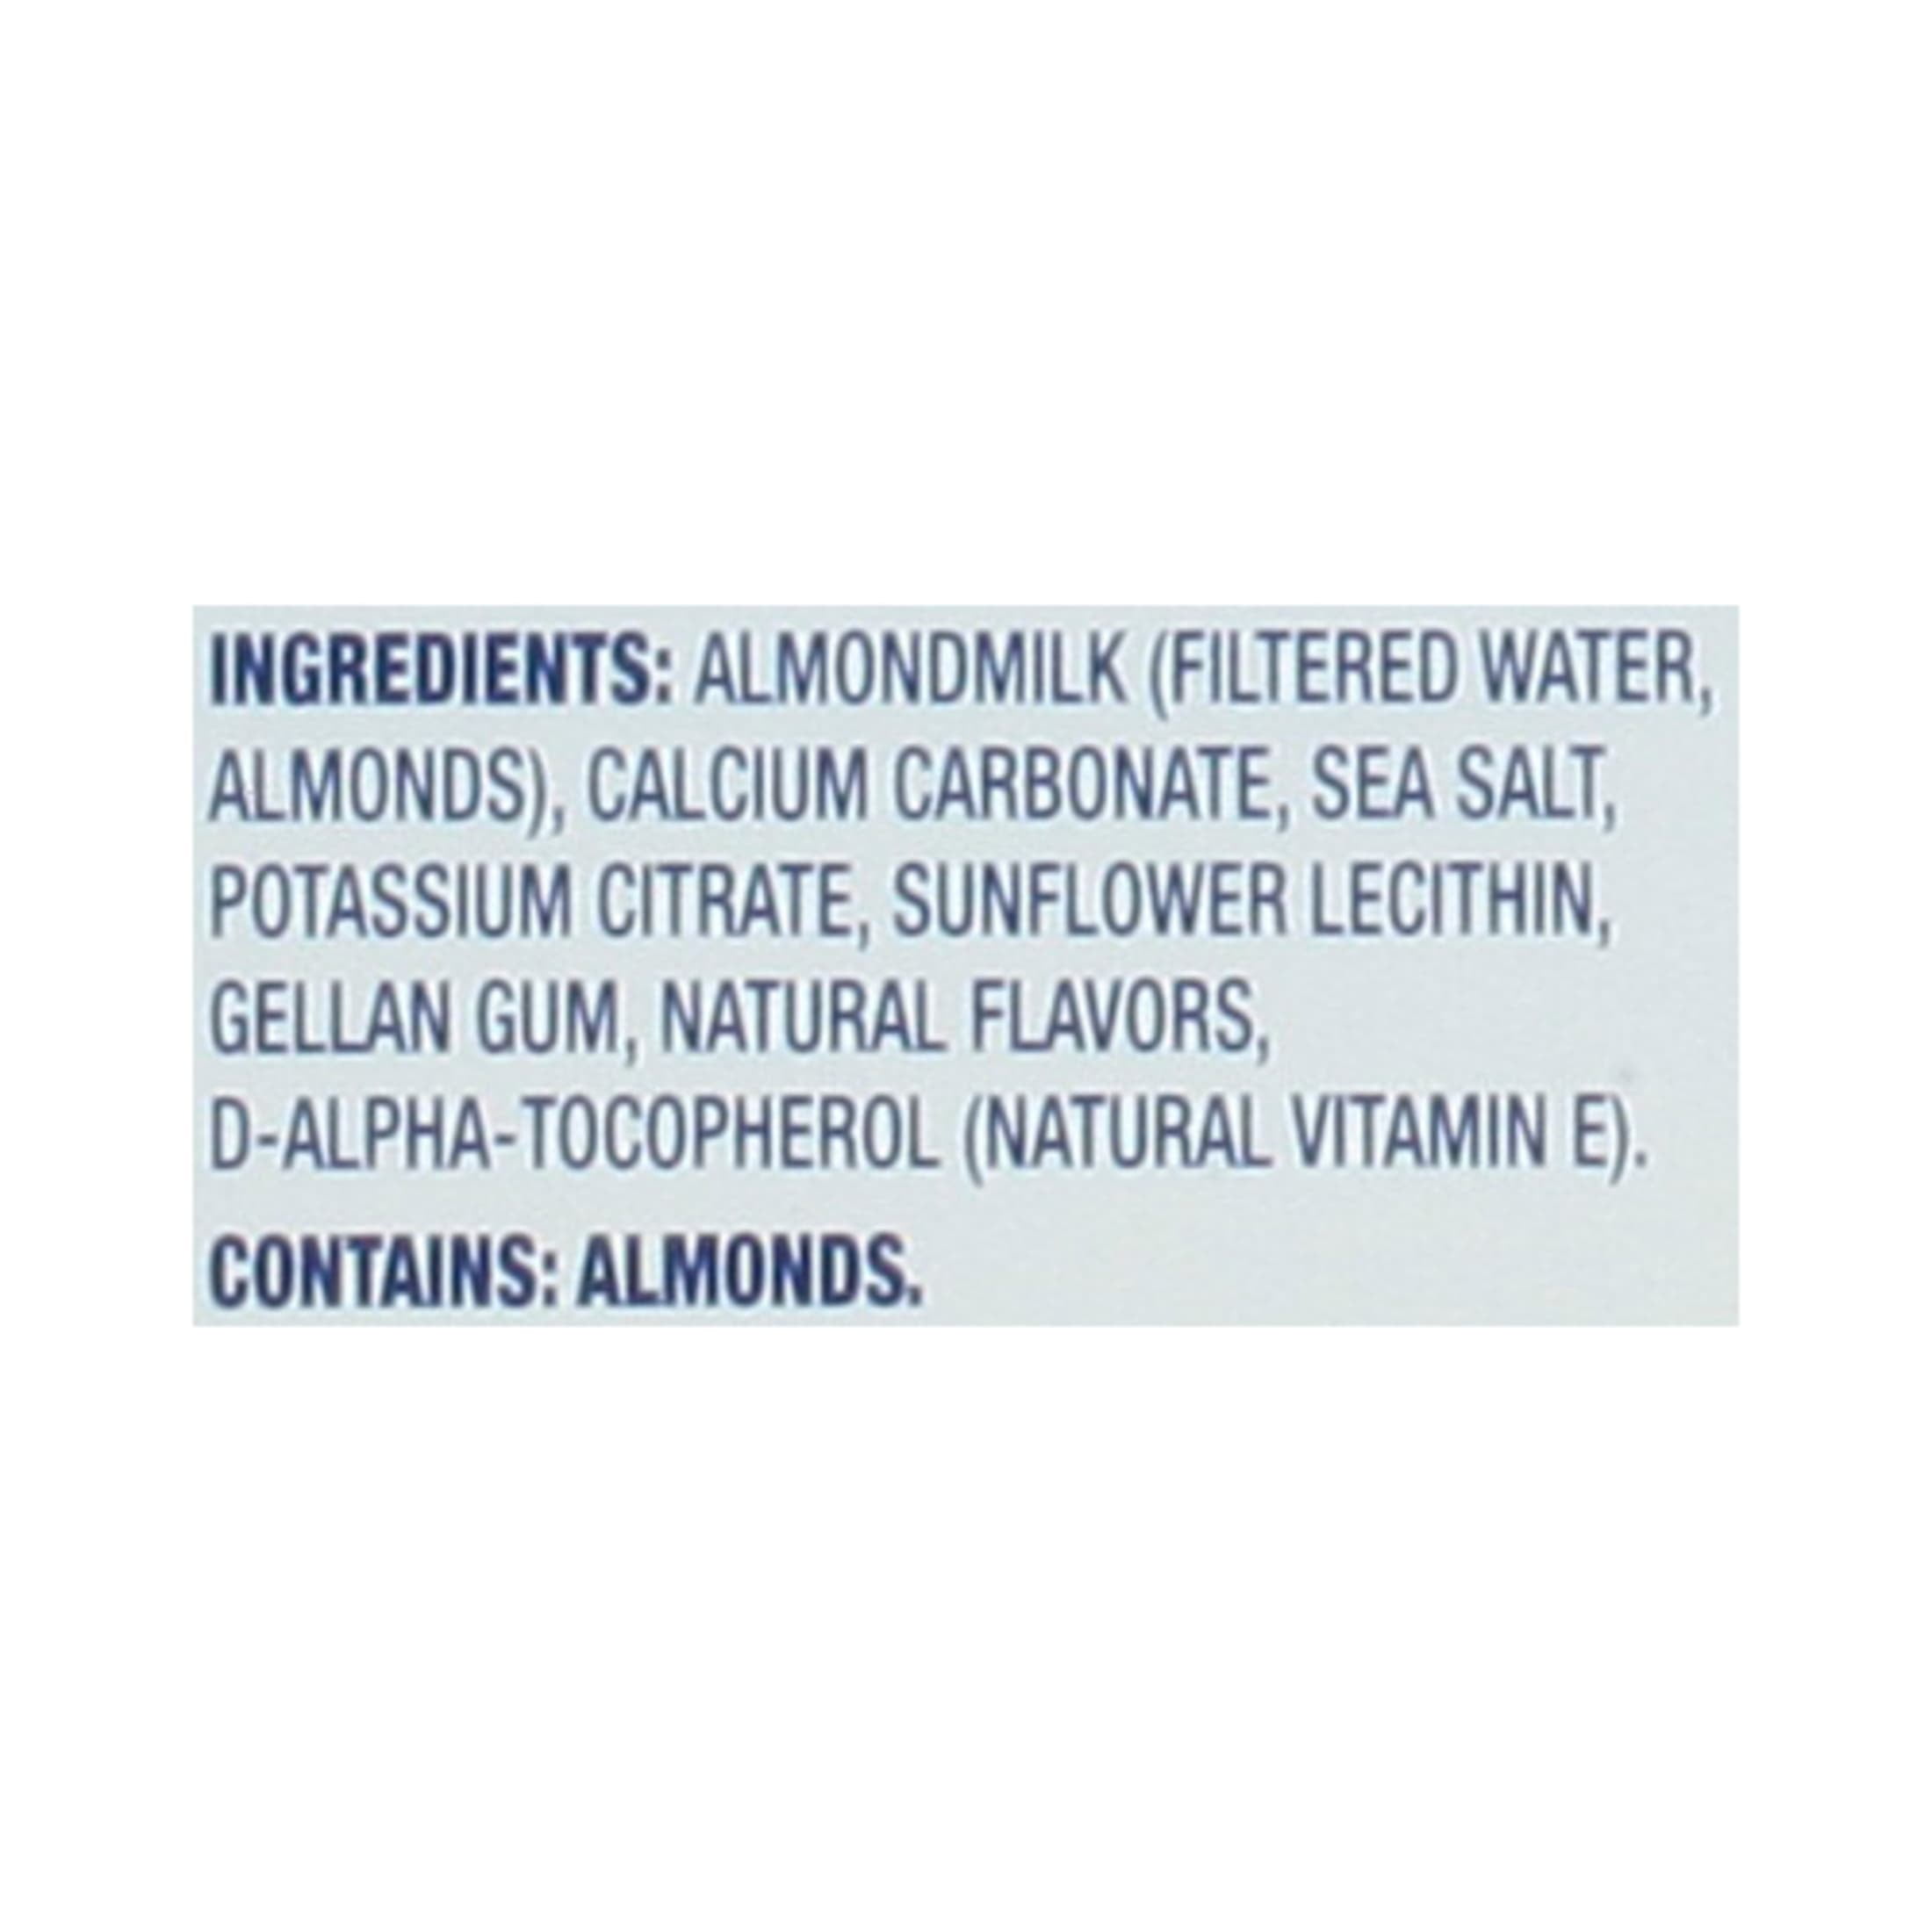 INGREDIENTS: ALMONDMILK (FILTERED WATER,
ALMONDS), CALCIUM CARBONATE, SEA SALT,
POTASSIUM CITRATE, SUNFLOWER LECITHIN,
GELLAN GUM, NATURAL FLAVORS,
D-ALPHA-TOCOPHEROL (NATURAL VITAMIN E).
CONTAINS: ALMONDS.